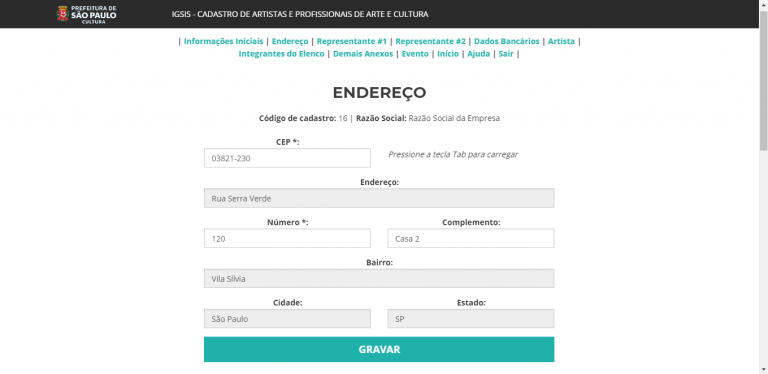 PREFEITURA DE
SÃO PAULO
CULTURA
IGSIS - CADASTRO DE ARTISTAS E PROFISSIONAIS DE ARTE E CULTURA
| Informações Iniciais | Endereço | Representante #1 | Representante #2 | Dados Bancários | Artista |
Integrantes do Elenco | Demais Anexos | Evento | Início | Ajuda | Sair |
ENDEREÇO
Código de cadastro: 16 | Razão Social: Razão Social da Empresa
CEP *:
03821-230
Pressione a tecla Tab para carregar
Endereço:
Rua Serra Verde
Número *:
Complemento:
120
Casa 2
Bairro:
Vila Sílvia
Cidade:
Estado:
São Paulo
SP
GRAVAR